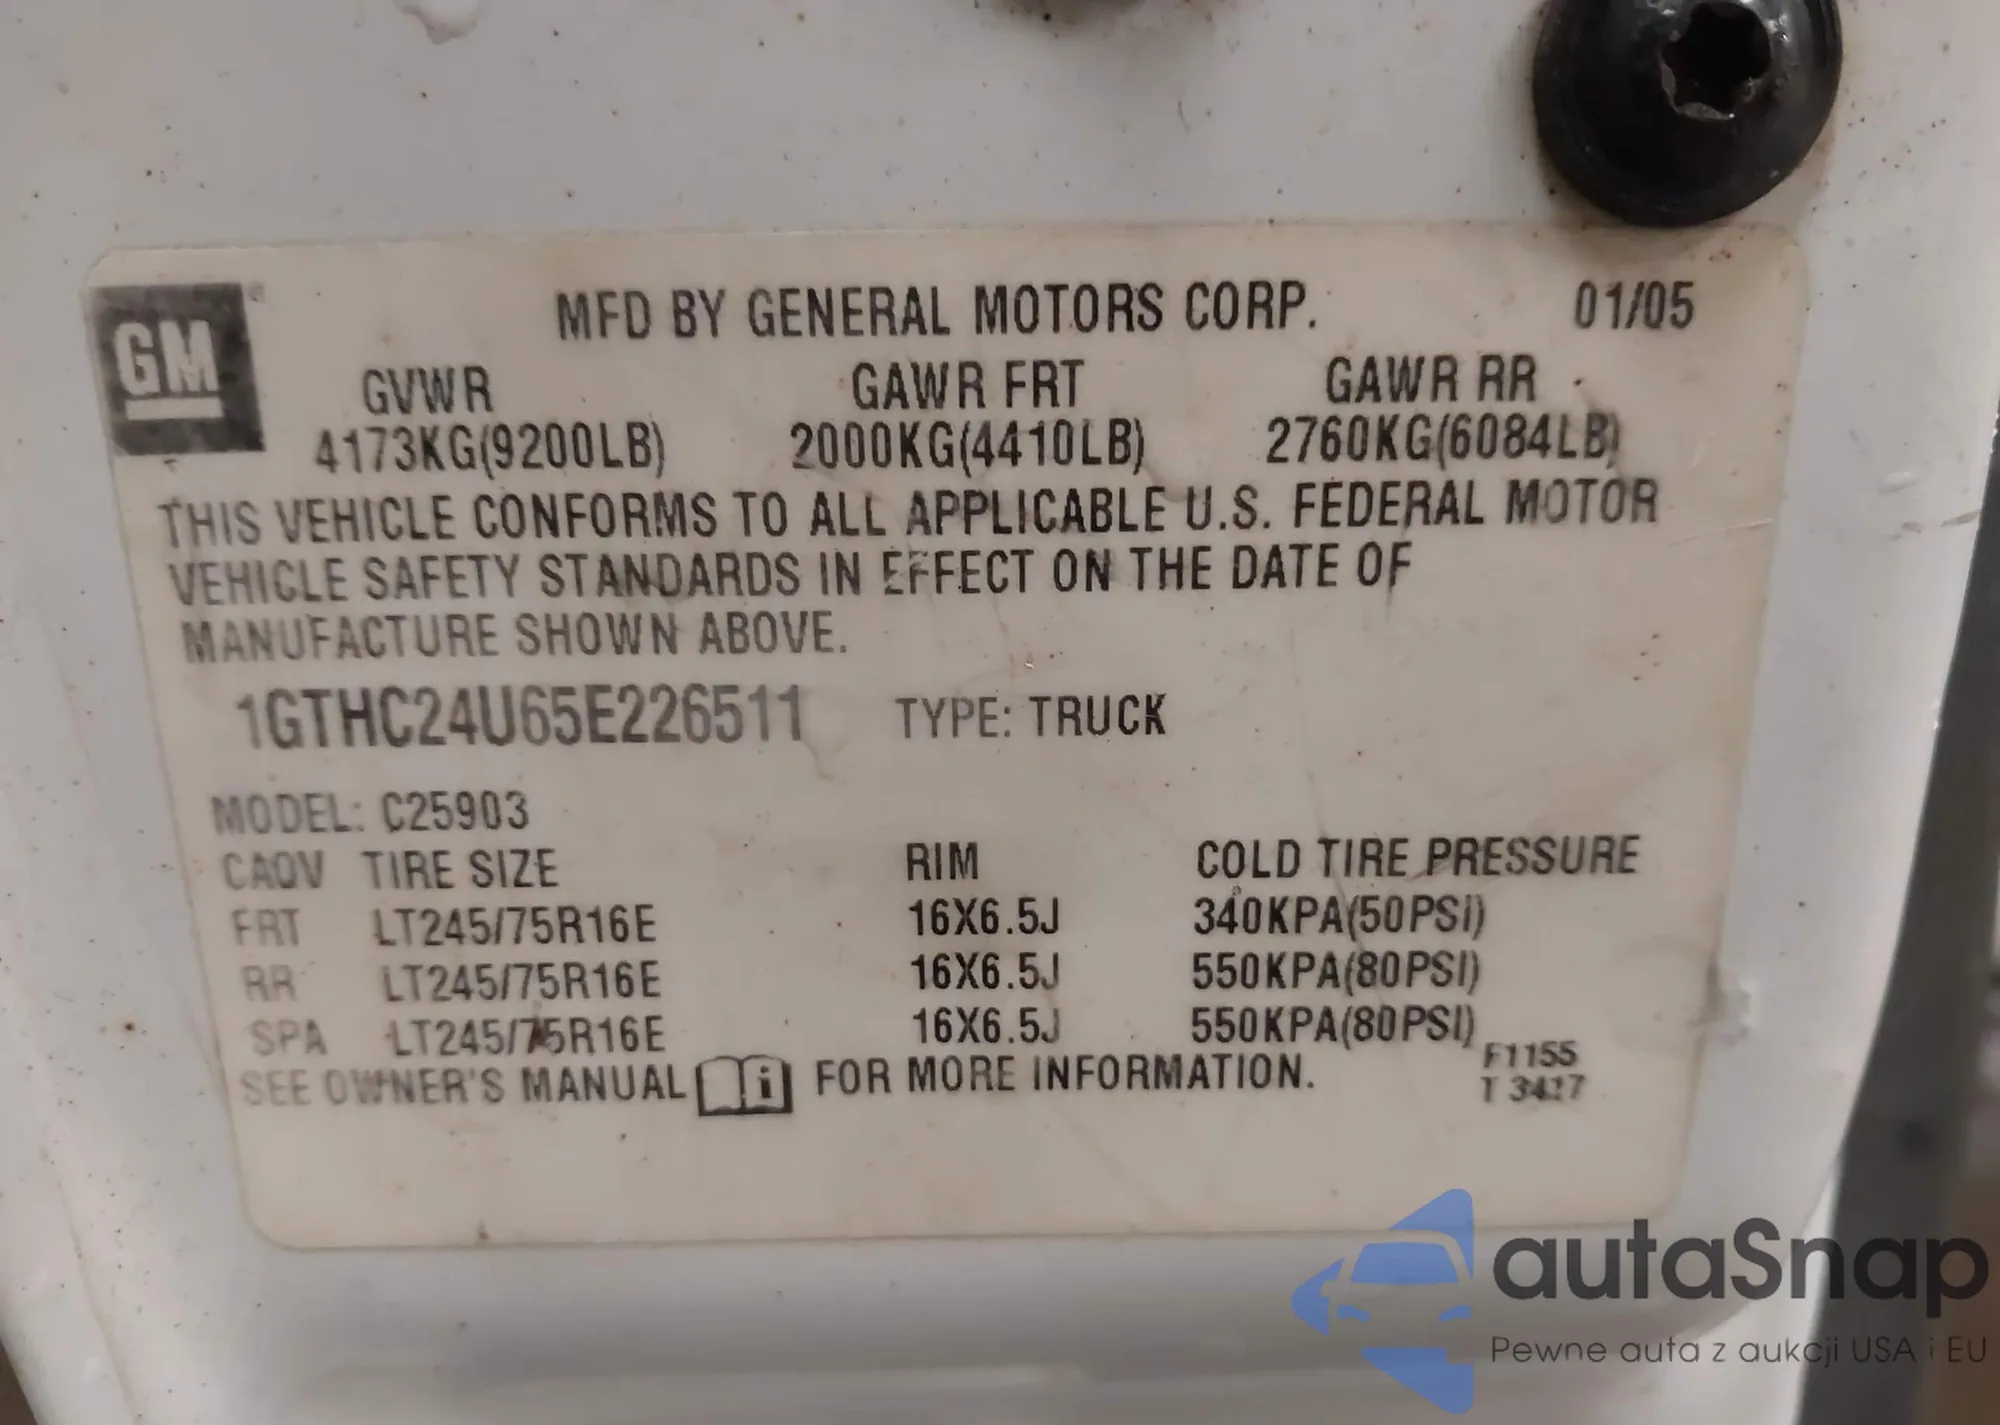 GM
MFD BY GENERAL MOTORS CORP. 01/05
GVWR GAWR FRT GAWR RR
4173KG(9200LB) 2000KG(4410LB) 2760KG(6084LB)
THIS VEHICLE CONFORMS TO ALL APPLICABLE U.S. FEDERAL MOTOR
VEHICLE SAFETY STANDARDS IN EFFECT ON THE DATE OF
MANUFACTURE SHOWN ABOVE.
1GTHC24U65E226511 TYPE: TRUCK
MODEL: C25903
TIRE SIZE RIM COLD TIRE PRESSURE
FRT LT245/75R16E 16X6.5J 340KPA(50PSI)
RR LT245/75R16E 16X6.5J 550KPA(80PSI)
SPA LT245/75R16E 16X6.5J 550KPA(80PSI)
SEE OWNER'S MANUAL i FOR MORE INFORMATION.
F1155
autaSnap
Pewne auta z aukcji USA i EU